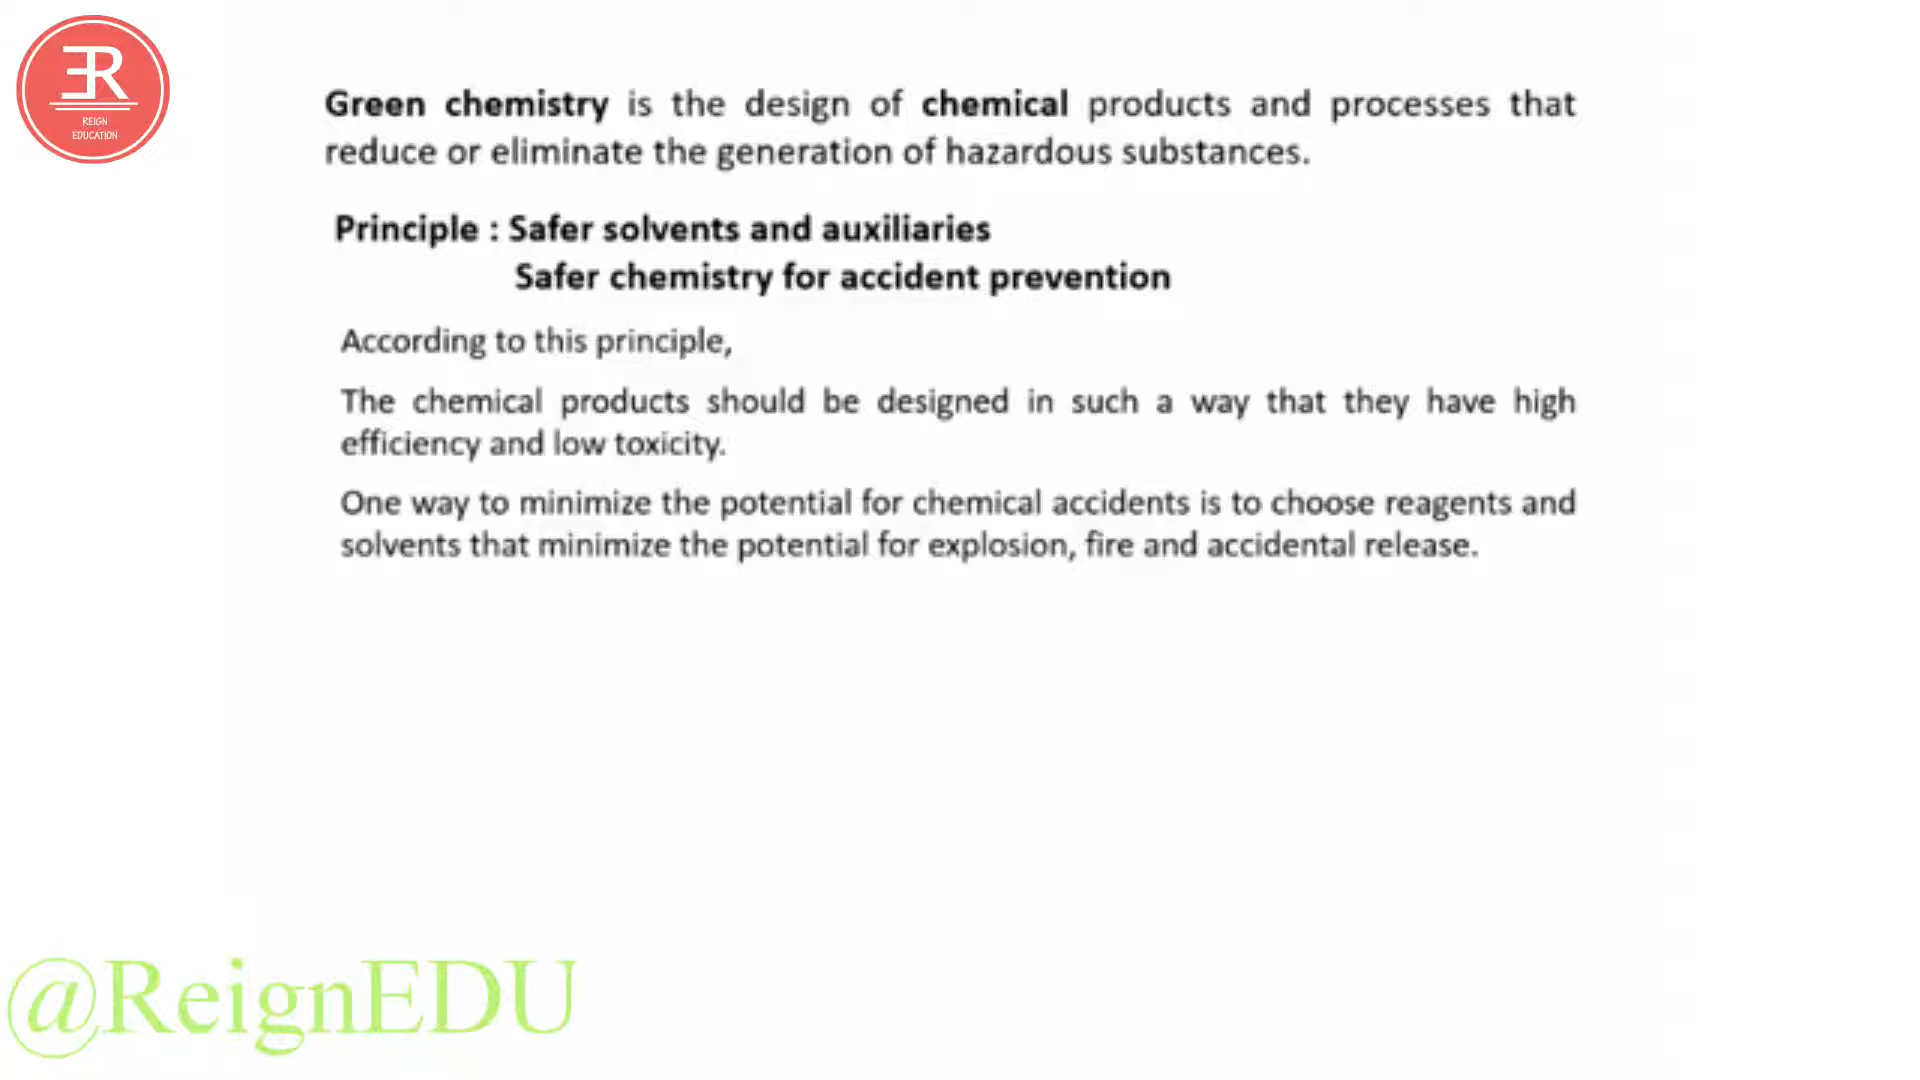 ER
REIGN
EDUCATION
Green chemistry is the design of chemical products and processes that
reduce or eliminate the generation of hazardous substances.
Principle : Safer solvents and auxiliaries
Safer chemistry for accident prevention
According to this principle,
The chemical products should be designed in such a way that they have high
efficiency and low toxicity.
One way to minimize the potential for chemical accidents is to choose reagents and
solvents that minimize the potential for explosion, fire and accidental release.
@ReignEDU